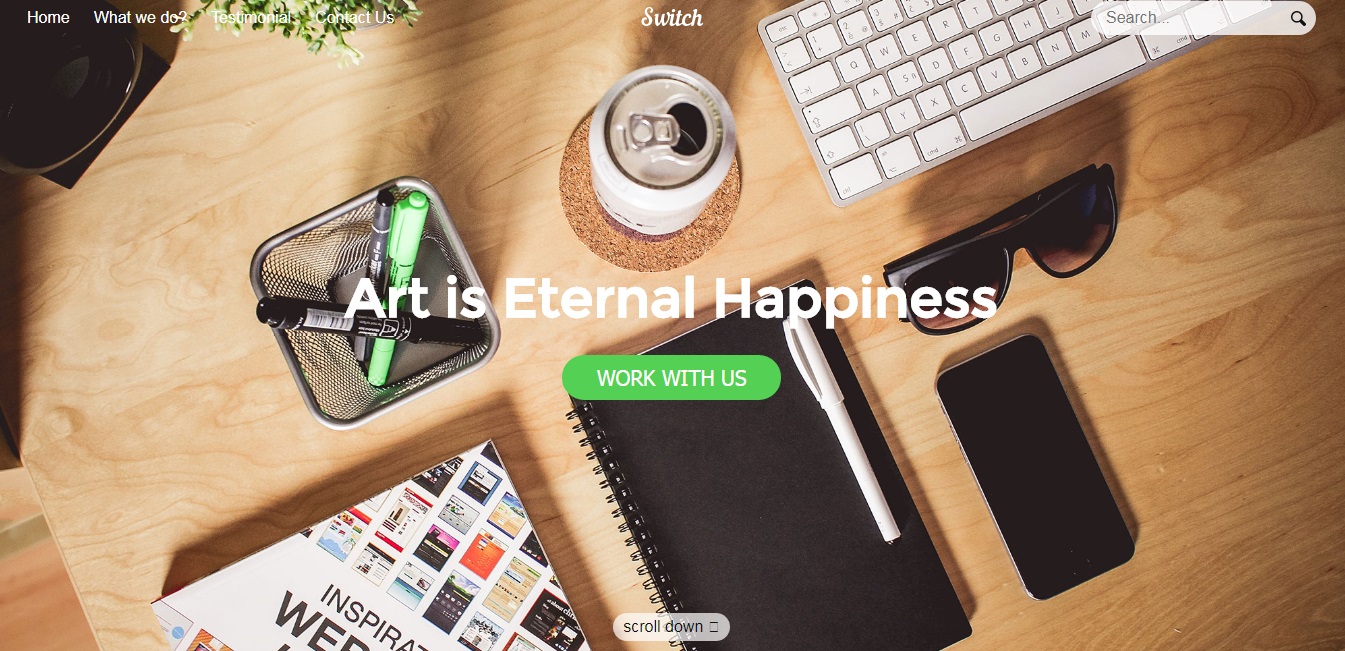 Home What we do? Testimonial Contact Us
Switch
Search...
Art is Eternal Happiness
WORK WITH US
INSPIRAT
WEB
scroll down